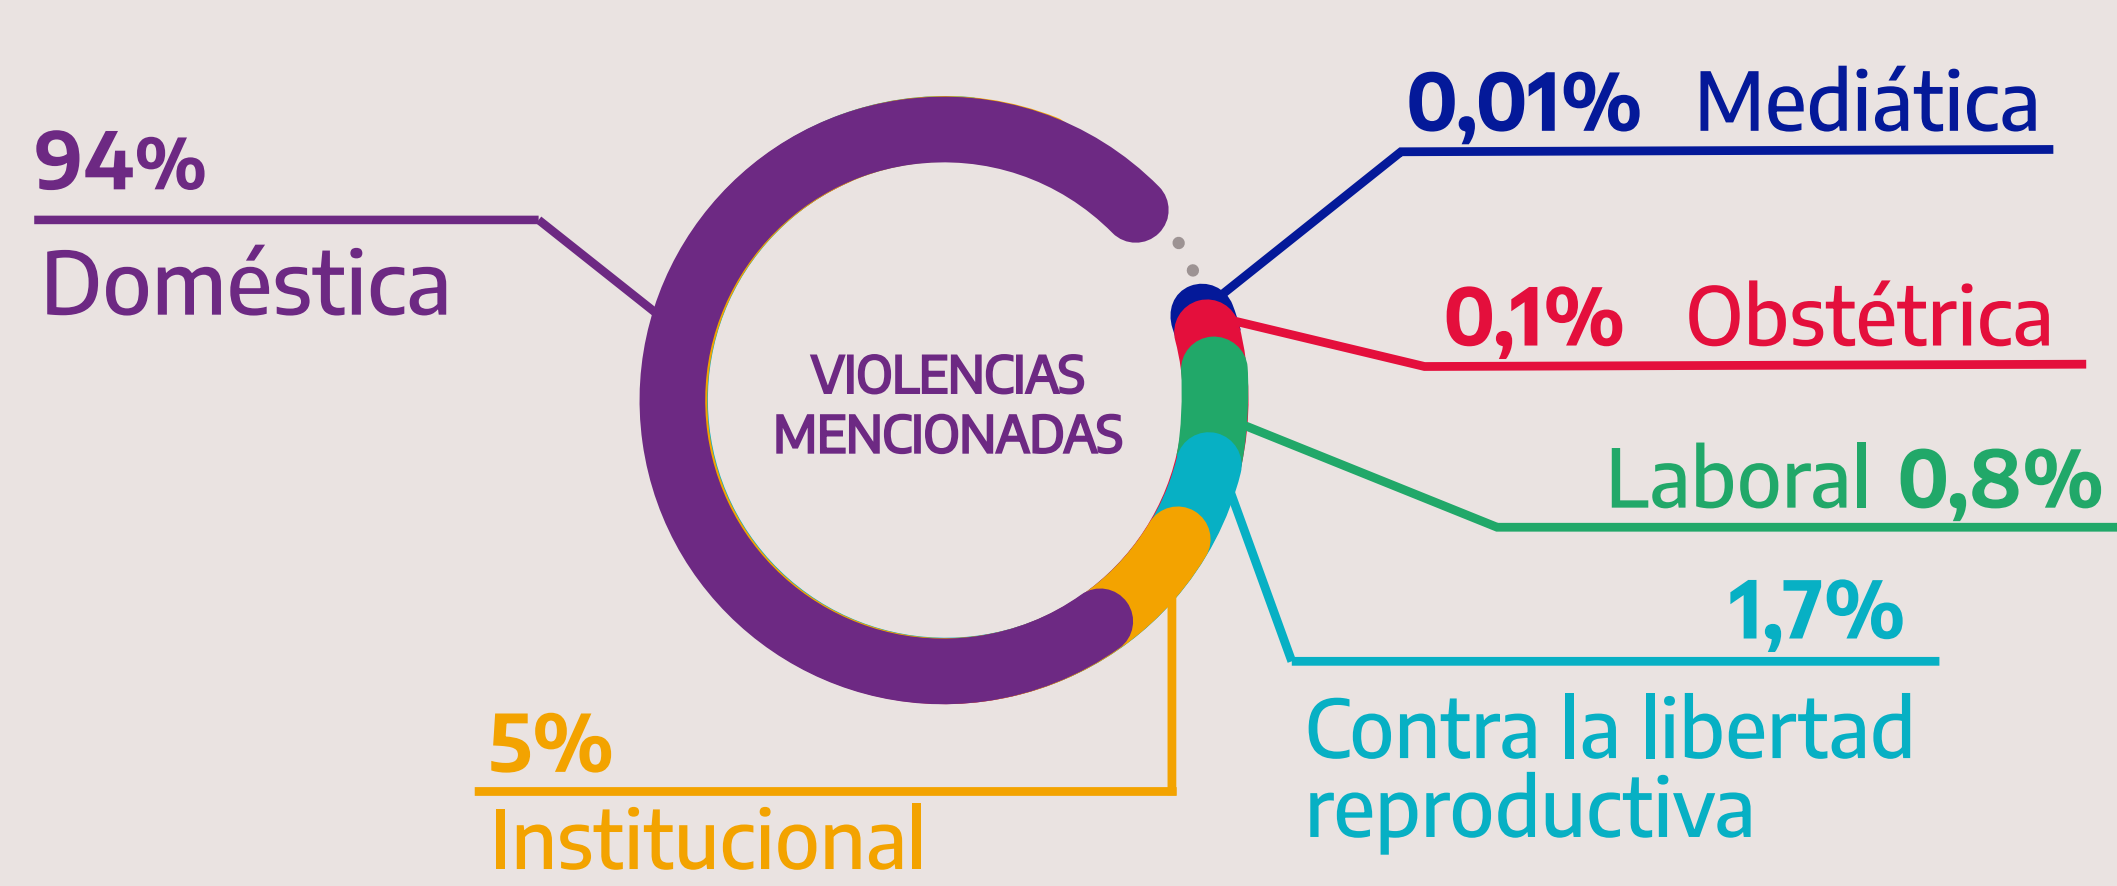 94%
Doméstica
VIOLENCIAS
MENCIONADAS
0,01% Mediática
0,1% Obstétrica
Laboral 0,8%
1,7%
Contra la libertad
reproductiva
5%
Institucional